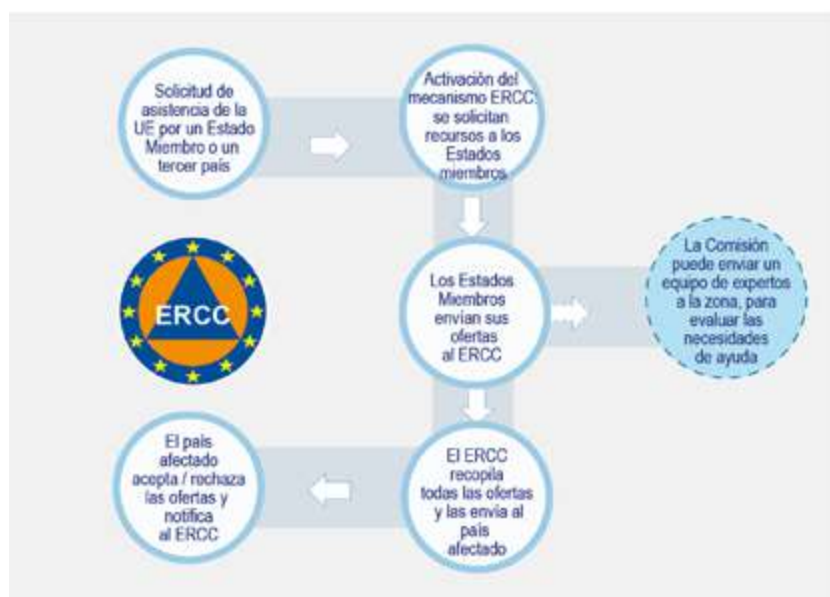 Solicitud de
asistencia de la
UE por un Estado
Miembro o un
tercer país
Activación del
mecanismo ERCC:
se solicitan
recursos a los
Estados
miembros
Los Estados
Miembros
envían sus
ofertas
al ERCC
La Comisión
puede enviar un
equipo de expertos
a la zona, para
evaluar las
necesidades
de ayuda
ERCC
El ERCC
recopila
todas las ofertas
y las envía al
país
afectado
El país
afectado
acepta / rechaza
las ofertas y
notifica
al ERCC